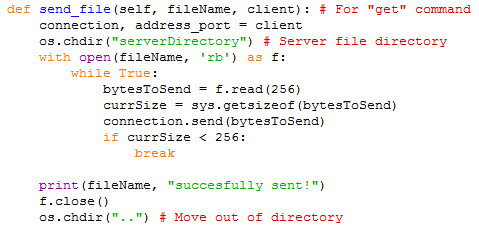 def send_file(self, fileName, client): # For "get" command
    connection, address_port = client
    os.chdir("serverDirectory") # Server file directory
    with open(fileName, 'rb') as f:
        while True:
            bytesToSend = f.read(256)
            currSize = sys.getsizeof(bytesToSend)
            connection.send(bytesToSend)
            if currSize < 256:
                break

    print(fileName, "succesfully sent!")
    f.close()
    os.chdir("..") # Move out of directory